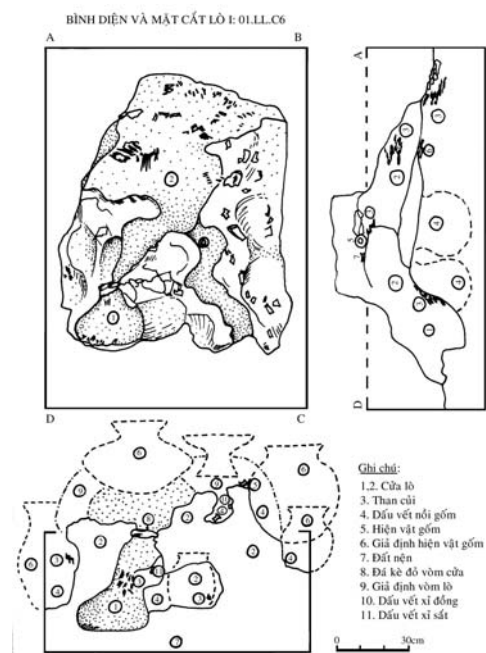 BÌNH DIỆN VÀ MẶT CẮT LÒ I: 01.LL.C6
A
B
D
C
A
D
Ghi chú:
1,2. Cửa lò
3. Than củi
4. Dấu vết nồi gốm
5. Hiện vật gốm
6. Giả định hiện vật gốm
7. Đất nện
8. Đá kè đỏ vòm cửa
9. Giả định vòm lò
10. Dấu vết xỉ đồng
11. Dấu vết xỉ sắt
0 30cm